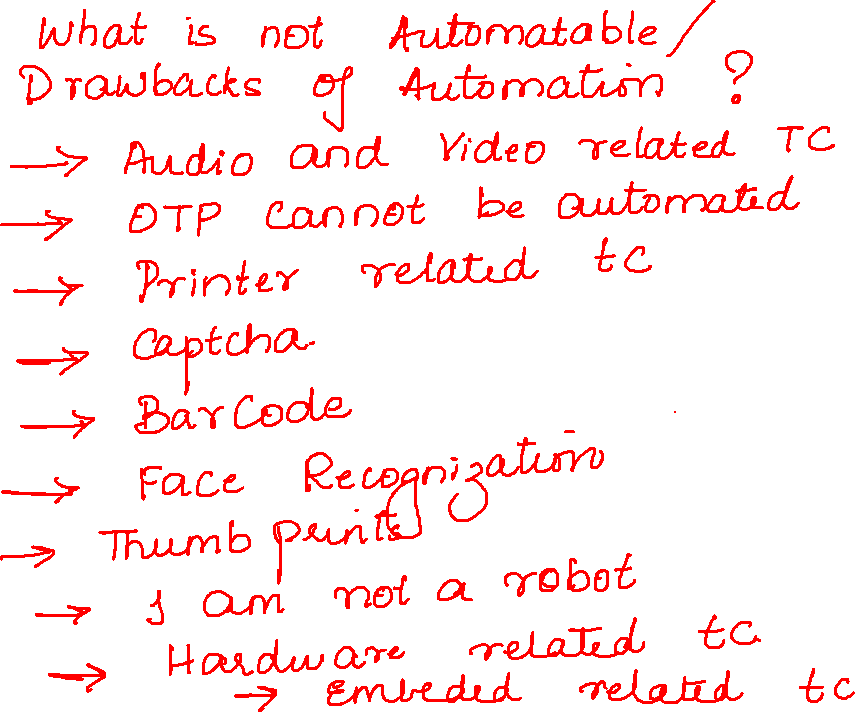 What is not Automatable/
Drawbacks of Automation ?
→ Audio and Video related TC
→ OTP cannot be automated
→ Printer related tc
→ Captcha
→ BarCode
→ Face Recognization
→ Thumb prints
→ I am not a robot
→ Hardware related tc
→ Embeded related tc